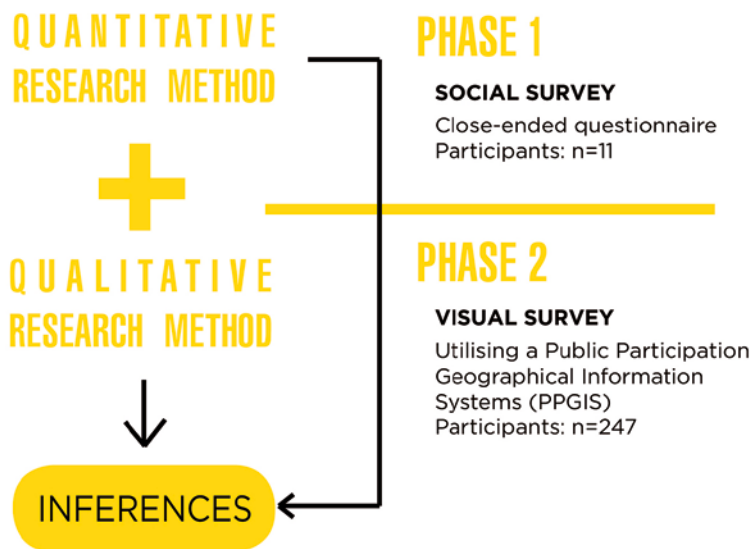 QUANTITATIVE
RESEARCH METHOD
+
QUALITATIVE
RESEARCH METHOD
INFERENCES
PHASE 1
SOCIAL SURVEY
Close-ended questionnaire
Participants: n=11
PHASE 2
VISUAL SURVEY
Utilising a Public Participation
Geographical Information
Systems (PPGIS)
Participants: n=247